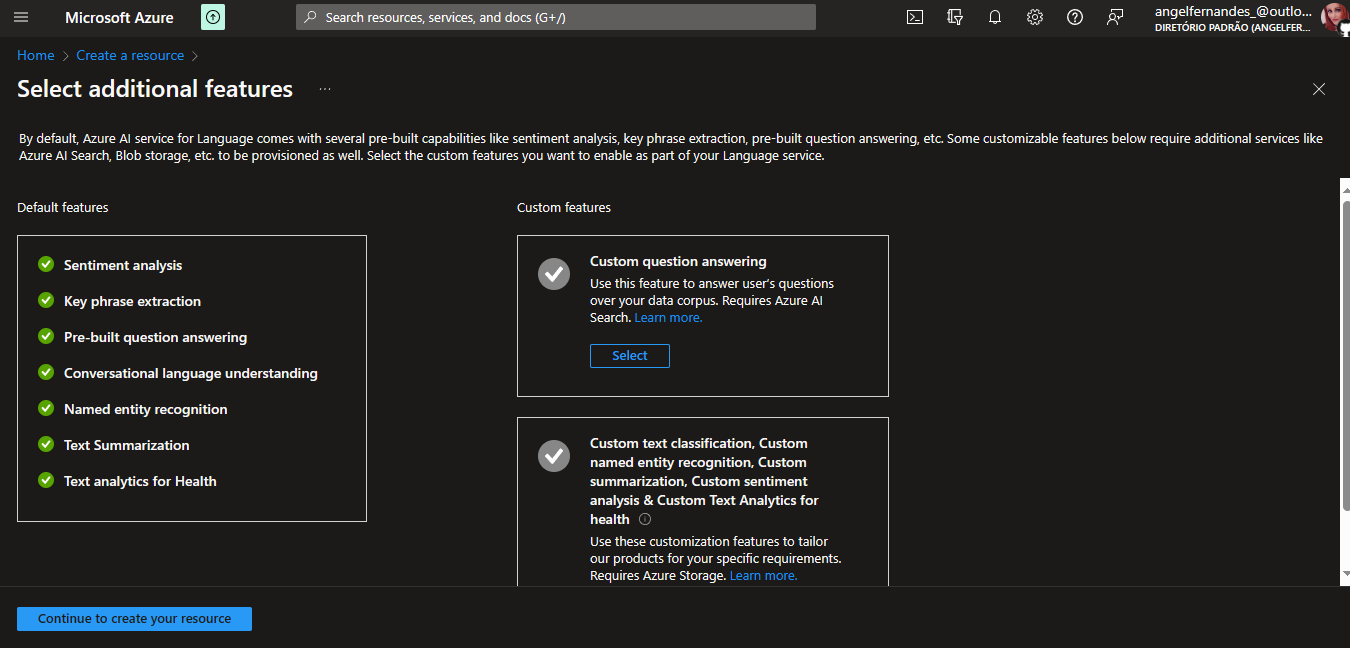 Microsoft Azure
Search resources, services, and docs (G+/)
angelfernandes_@outlo...
DIRETÓRIO PADRÃO (ANGELFER...
Home > Create a resource >
Select additional features ...
By default, Azure AI service for Language comes with several pre-built capabilities like sentiment analysis, key phrase extraction, pre-built question answering, etc. Some customizable features below require additional services like
Azure AI Search, Blob storage, etc. to be provisioned as well. Select the custom features you want to enable as part of your Language service.
Default features
Sentiment analysis
Key phrase extraction
Pre-built question answering
Conversational language understanding
Named entity recognition
Text Summarization
Text analytics for Health
Custom features
Custom question answering
Use this feature to answer user's questions
over your data corpus. Requires Azure AI
Search. Learn more.
Select
Custom text classification, Custom
named entity recognition, Custom
summarization, Custom sentiment
analysis & Custom Text Analytics for
health
Use these customization features to tailor
our products for your specific requirements.
Requires Azure Storage. Learn more.
Continue to create your resource